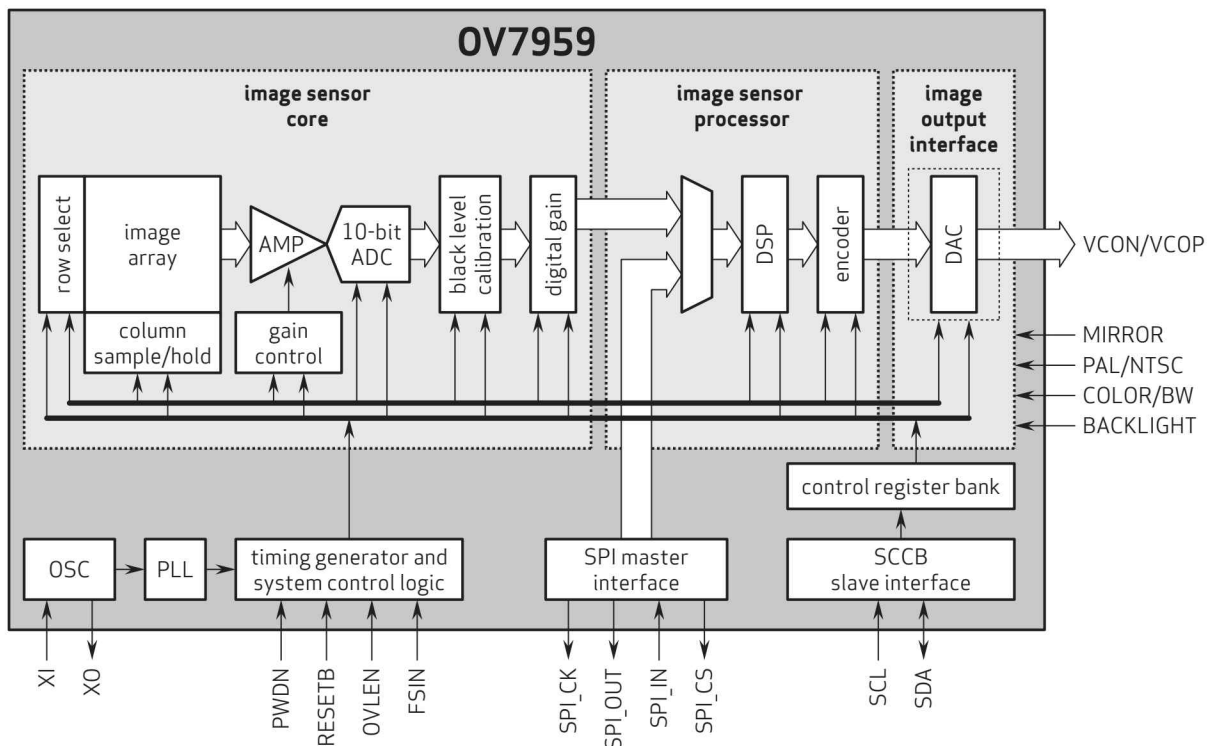 OV7959
image sensor
core
image sensor
processor
image
output
interface
row select
image
array
AMP
10-bit
ADC
black level
calibration
digital gain
DSP
encoder
DAC
VCON/VCOP
column
sample/hold
gain
control
MIRROR
PAL/NTSC
COLOR/BW
BACKLIGHT
control register bank
OSC
PLL
timing generator and
system control logic
SPI master
interface
SCCB
slave interface
XI
XO
PWDN
RESETB
OVLEN
FSIN
SPI_CK
SPI_OUT
SPI_IN
SPI_CS
SCL
SDA